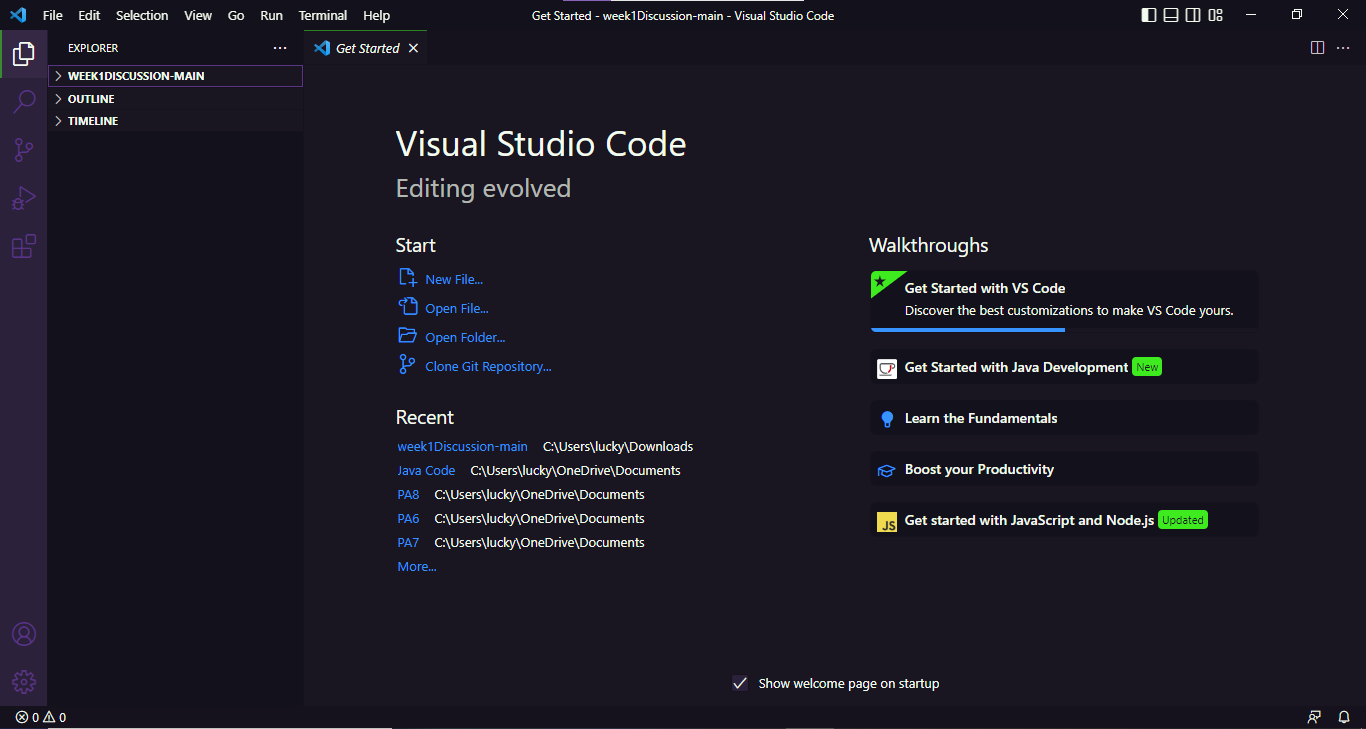 File Edit Selection View Go Run Terminal Help
Get Started - week1Discussion-main - Visual Studio Code
EXPLORER
Get Started
WEEK1DISCUSSION-MAIN
OUTLINE
TIMELINE
Visual Studio Code
Editing evolved
Start
New File...
Open File...
Open Folder...
Clone Git Repository...
Recent
week1Discussion-main C:\Users\lucky\Downloads
Java Code C:\Users\lucky\OneDrive\Documents
PA8 C:\Users\lucky\OneDrive\Documents
PA6 C:\Users\lucky\OneDrive\Documents
PA7 C:\Users\lucky\OneDrive\Documents
More...
Walkthroughs
Get Started with VS Code
Discover the best customizations to make VS Code yours.
Get Started with Java Development New
Learn the Fundamentals
Boost your Productivity
JS Get started with JavaScript and Node.js Updated
Show welcome page on startup
0 0